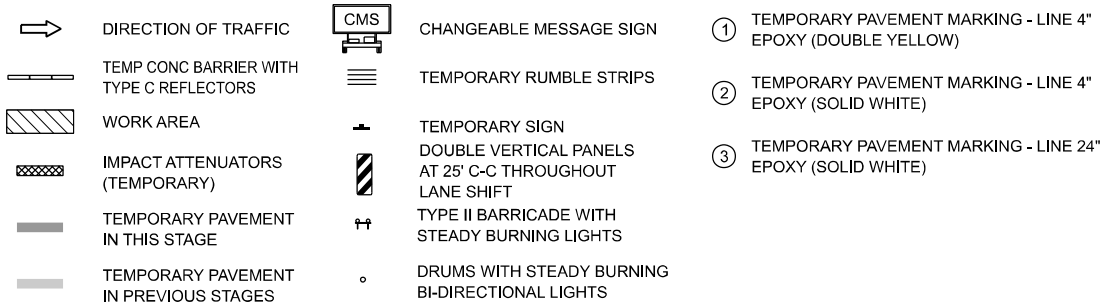 DIRECTION OF TRAFFIC
TEMP CONC BARRIER WITH
TYPE C REFLECTORS
WORK AREA
IMPACT ATTENUATORS
(TEMPORARY)
TEMPORARY PAVEMENT
IN THIS STAGE
TEMPORARY PAVEMENT
IN PREVIOUS STAGES
CMS
CHANGEABLE MESSAGE SIGN
TEMPORARY RUMBLE STRIPS
TEMPORARY SIGN
DOUBLE VERTICAL PANELS
AT 25' C-C THROUGHOUT
LANE SHIFT
TYPE II BARRICADE WITH
STEADY BURNING LIGHTS
DRUMS WITH STEADY BURNING
BI-DIRECTIONAL LIGHTS
1 TEMPORARY PAVEMENT MARKING - LINE 4"
EPOXY (DOUBLE YELLOW)
2 TEMPORARY PAVEMENT MARKING - LINE 4"
EPOXY (SOLID WHITE)
3 TEMPORARY PAVEMENT MARKING - LINE 24"
EPOXY (SOLID WHITE)